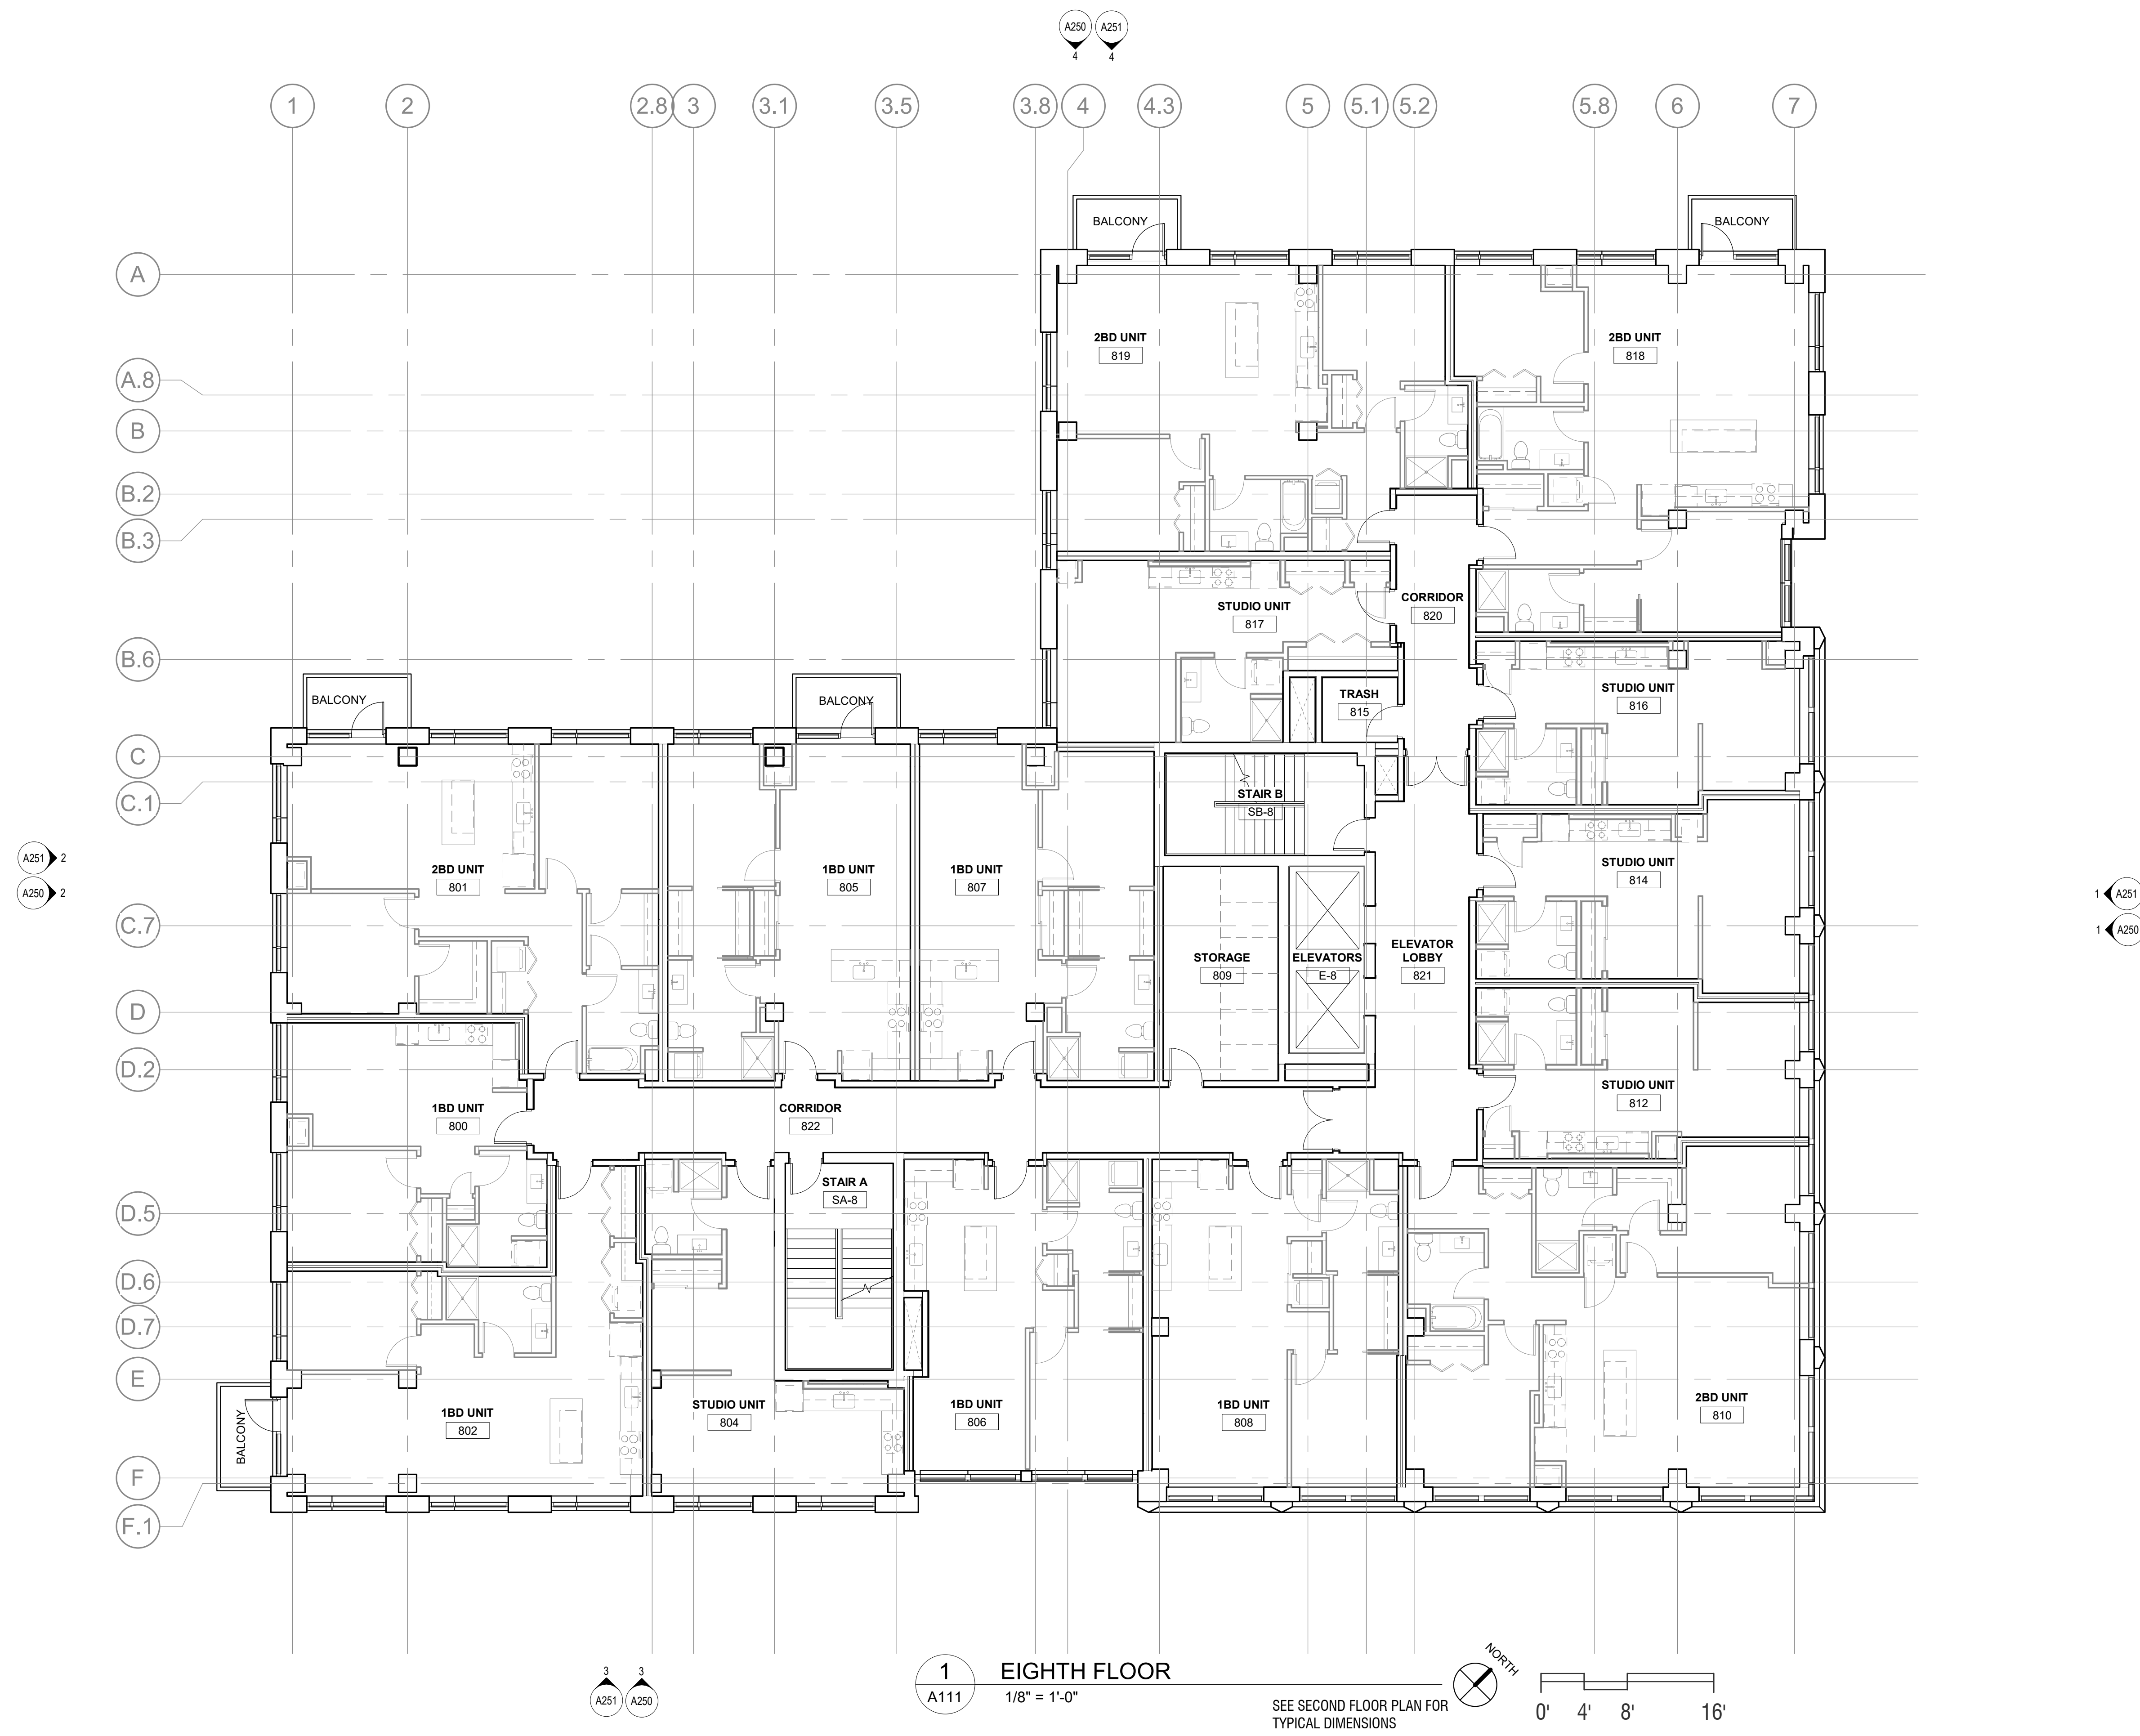 A250 A251
4 4
1 2 2.8 3 3.1 3.5 3.8 4 4.3 5 5.1 5.2 5.8 6 7
BALCONY BALCONY
A
2BD UNIT 2BD UNIT
819 818
A.8
B
B.2
B.3
STUDIO UNIT CORRIDOR
817 820
B.6
BALCONY BALCONY
TRASH STUDIO UNIT
815 816
C
C.1
STAIR B
SB-8
A251 2
A250 2
2BD UNIT 1BD UNIT 1BD UNIT STUDIO UNIT
801 805 807 814
1 A251
1 A250
C.7
STORAGE ELEVATORS ELEVATOR
LOBBY
809 E-8 821
D
D.2
STUDIO UNIT
812
1BD UNIT CORRIDOR
800 822
STAIR A
SA-8
D.5
D.6
D.7
E
BALCONY
1BD UNIT STUDIO UNIT 1BD UNIT 1BD UNIT 2BD UNIT
802 804 806 808 810
F
F.1
3 3
A251 A250
1 EIGHTH FLOOR
A111 1/8" = 1'-0"
SEE SECOND FLOOR PLAN FOR
TYPICAL DIMENSIONS
NORTH
0' 4' 8' 16'